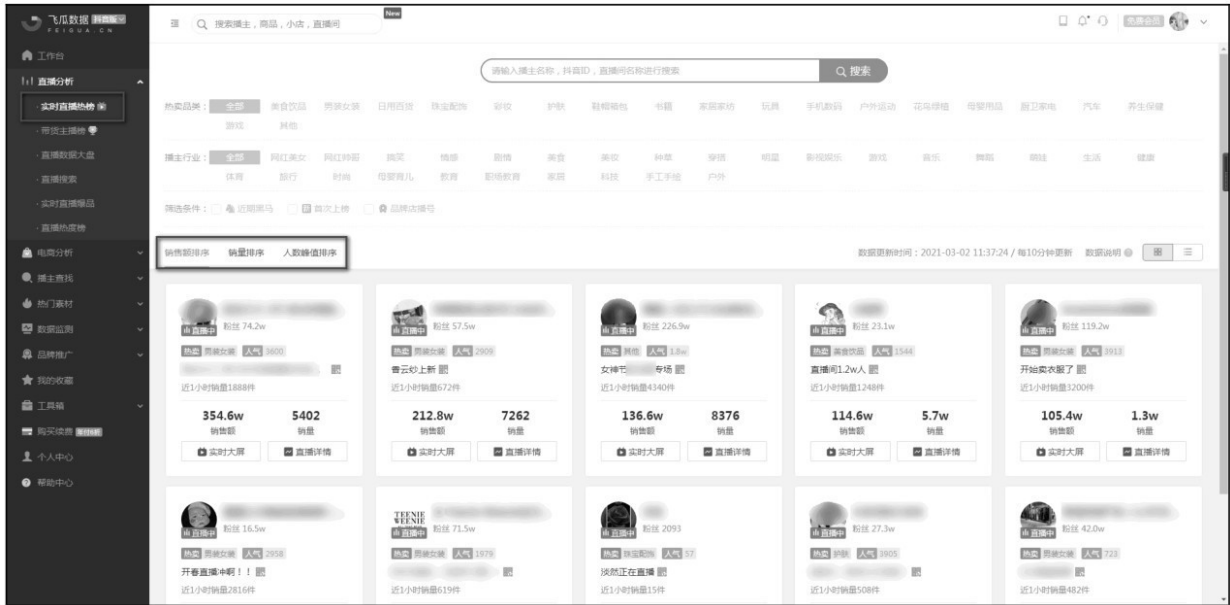 飞瓜数据 抖音版
FEIGUA.CN
搜索播主，商品，小店，直播间
New
免费会员
工作台
直播分析
实时直播热榜
带货主播榜
直播数据大盘
直播搜索
实时直播爆品
直播热度榜
电商分析
播主查找
热门素材
数据监测
品牌推广
我的收藏
工具箱
购买续费
个人中心
帮助中心
请输入播主名称，抖音ID，直播间名称进行搜索 搜索
热卖品类： 全部 美食饮品 男装女装 日用百货 珠宝配饰 彩妆 护肤 鞋帽箱包 书籍 家居家纺 玩具 手机数码 户外运动 花鸟绿植 母婴用品 厨卫家电 汽车 养生保健
游戏 其他
播主行业： 全部 网红美女 网红帅哥 搞笑 情感 剧情 美食 美妆 种草 穿搭 明星 影视娱乐 游戏 音乐 舞蹈 萌娃 生活 健康
体育 旅行 时尚 母婴育儿 教育 职场教育 家居 科技 手工手绘 户外
筛选条件： 近期黑马 首次上榜 品牌店播号
销售额排序 销量排序 人数峰值排序
数据更新时间：2021-03-02 11:37:24 / 每10分钟更新 数据说明
直播中 粉丝 74.2w
热卖 男装女装 人气 3600
近1小时销量1888件
354.6w 5402
销售额 销量
实时大屏 直播详情
直播中 粉丝 57.5w
热卖 男装女装 人气 2909
香云纱上新
近1小时销量672件
212.8w 7262
销售额 销量
实时大屏 直播详情
直播中 粉丝 226.9w
热卖 其他 人气 1.8w
女神节 专场
近1小时销量4340件
136.6w 8376
销售额 销量
实时大屏 直播详情
直播中 粉丝 23.1w
热卖 美食饮品 人气 1544
直播间1.2w人
近1小时销量1248件
114.6w 5.7w
销售额 销量
实时大屏 直播详情
直播中 粉丝 119.2w
热卖 男装女装 人气 3913
开始卖衣服了
近1小时销量3200件
105.4w 1.3w
销售额 销量
实时大屏 直播详情
直播中 粉丝 16.5w
热卖 男装女装 人气 2958
开春直播冲啊！！
近1小时销量2816件
TEENIE
WEENIE
直播中 粉丝 71.5w
热卖 男装女装 人气 1979
近1小时销量619件
直播中 粉丝 2093
热卖 珠宝配饰 人气 57
淡然正在直播
近1小时销量15件
直播中 粉丝 27.3w
热卖 护肤 人气 3905
近1小时销量508件
直播中 粉丝 42.0w
热卖 男装女装 人气 723
近1小时销量482件